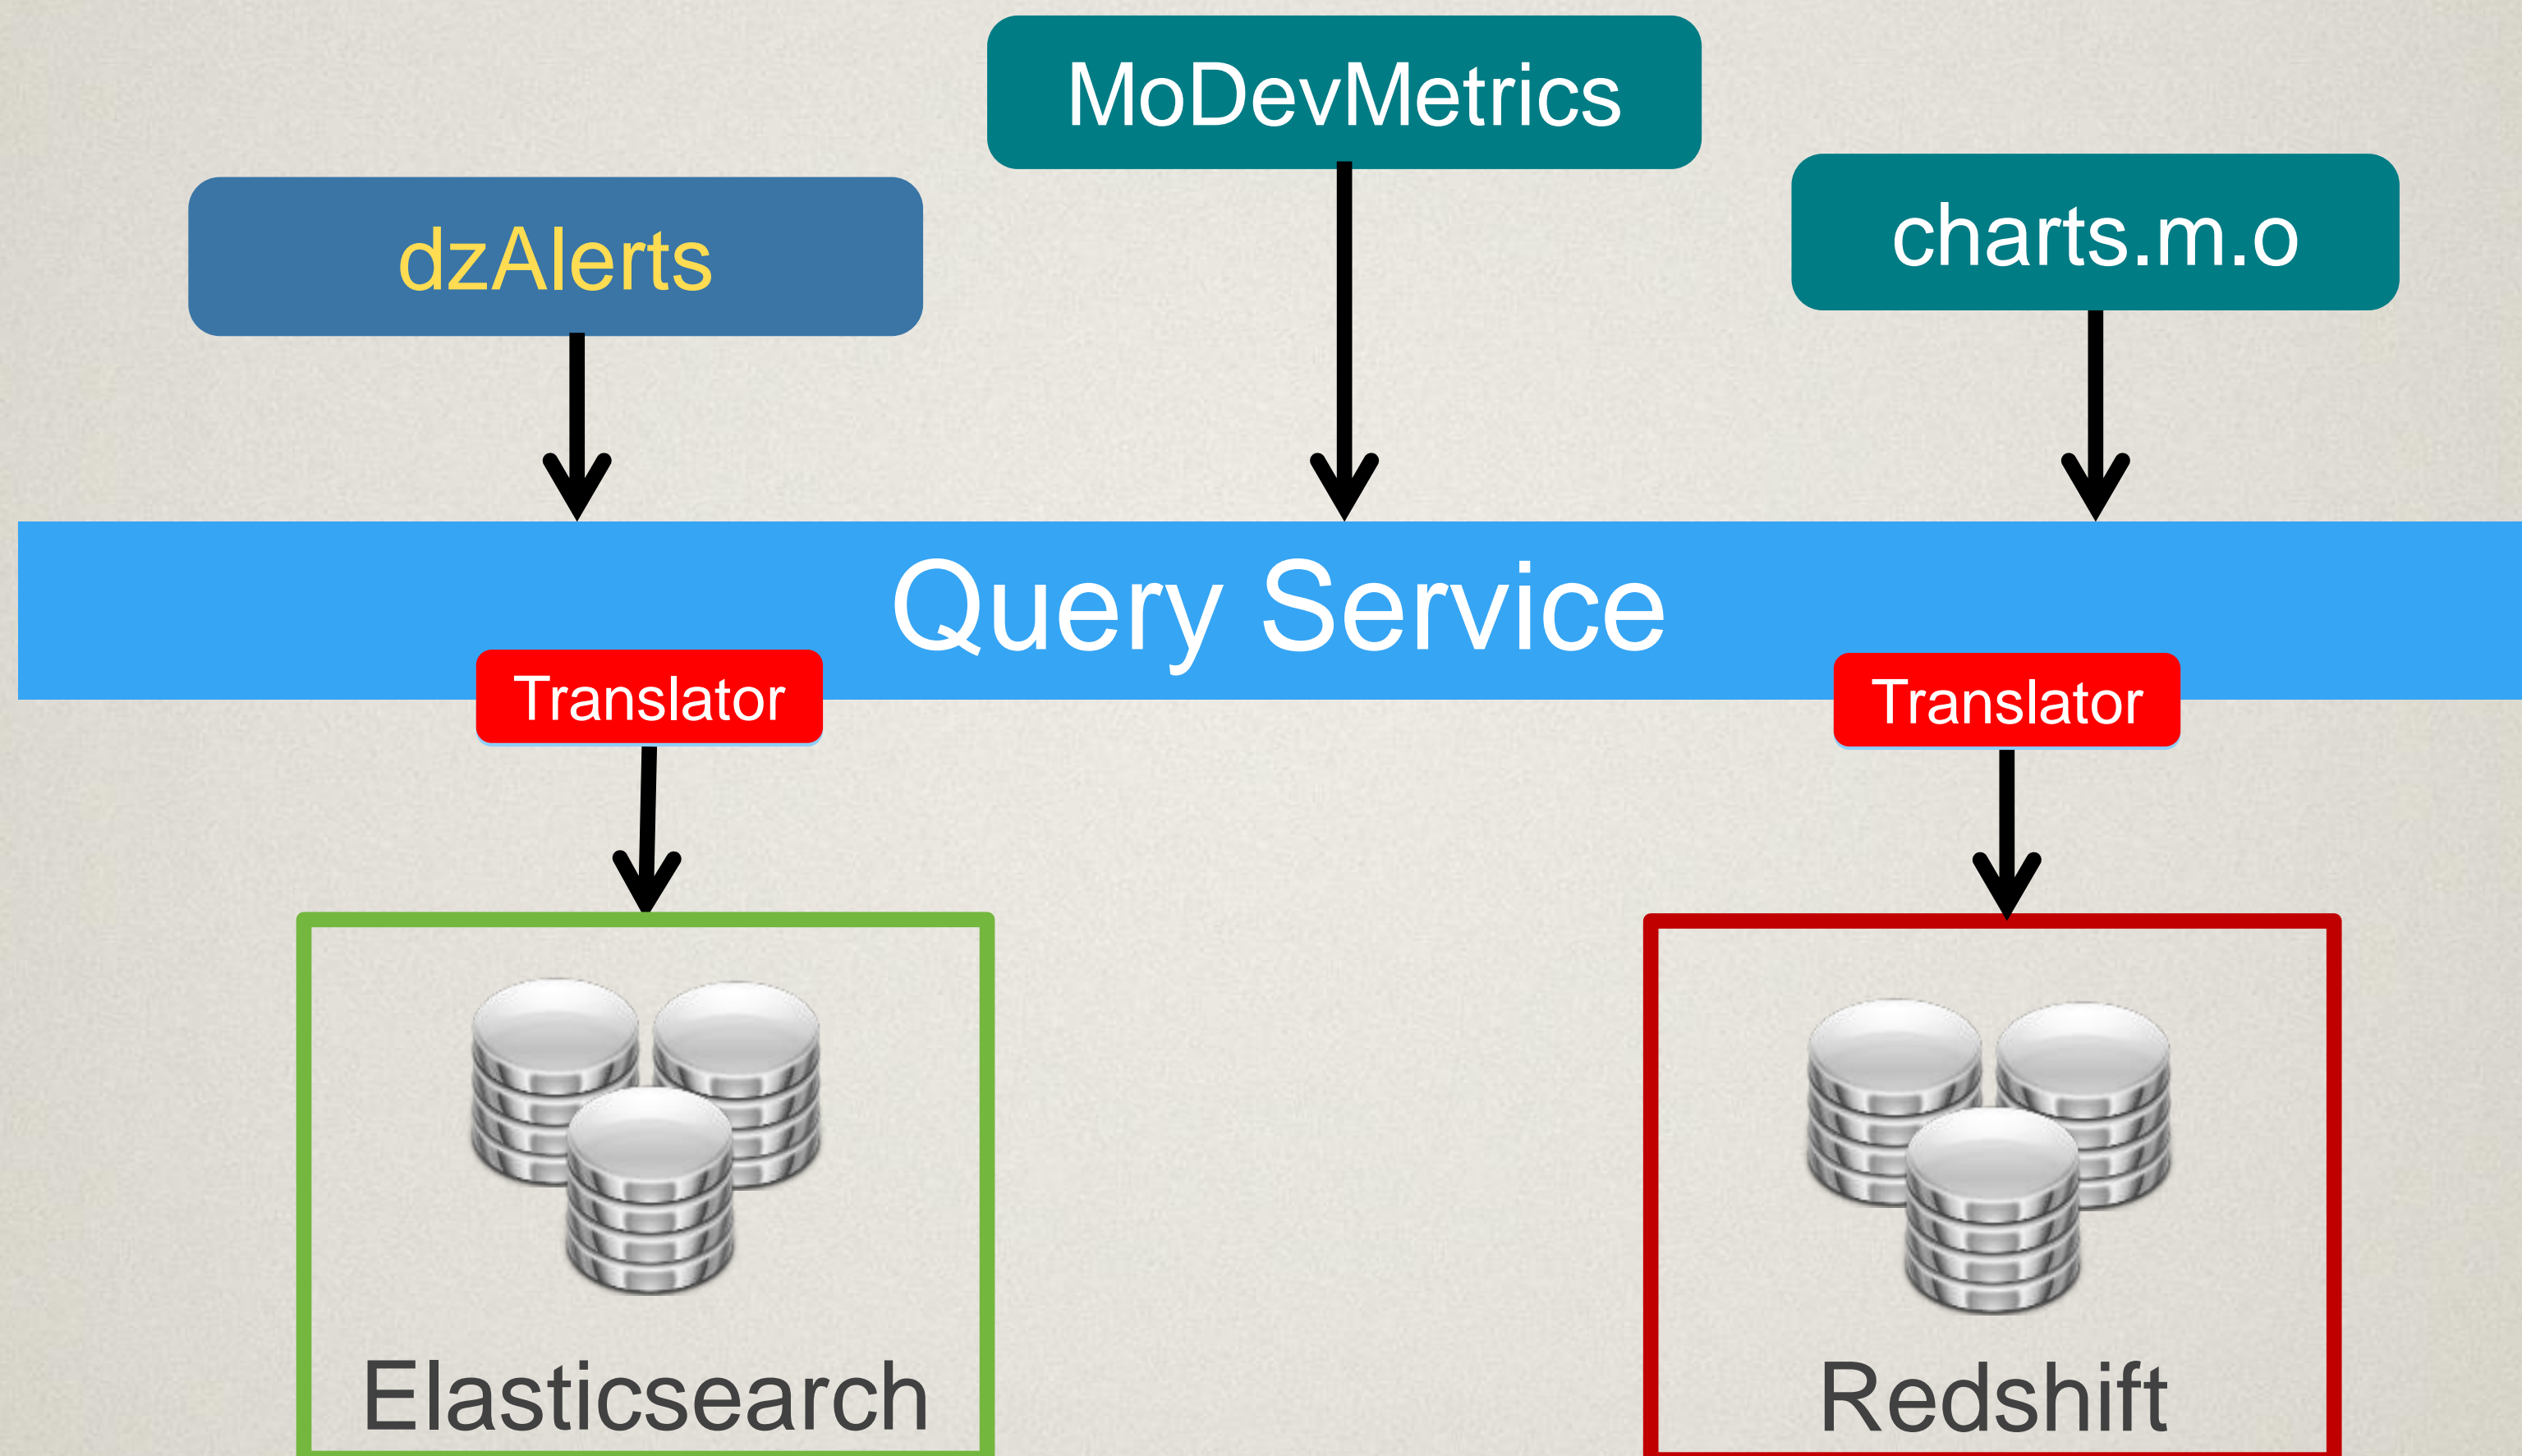 MoDevMetrics
dzAlerts
charts.m.o
Query Service
Translator
Translator
Elasticsearch
Redshift